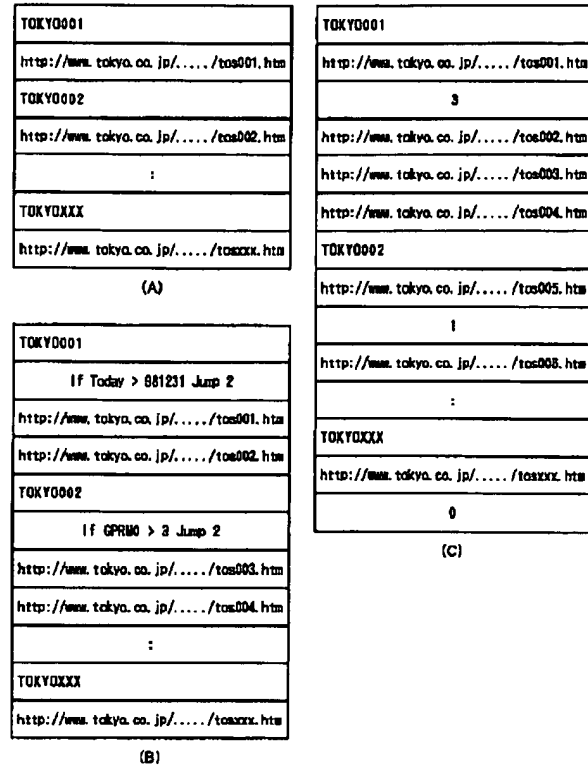 TOKYO001
http://www.tokyo.co.jp/...../tos001.htm
TOKYO002
http://www.tokyo.co.jp/...../tos002.htm
:
TOKYOXXX
http://www.tokyo.co.jp/...../tosxxx.htm
(A)
TOKYO001
If Today > 981231 Jump 2
http://www.tokyo.co.jp/...../tos001.htm
http://www.tokyo.co.jp/...../tos002.htm
TOKYO002
If GPRM0 > 3 Jump 2
http://www.tokyo.co.jp/...../tos003.htm
http://www.tokyo.co.jp/...../tos004.htm
:
TOKYOXXX
http://www.tokyo.co.jp/...../tosxxx.htm
(B)
TOKYO001
http://www.tokyo.co.jp/...../tos001.htm
3
http://www.tokyo.co.jp/...../tos002.htm
http://www.tokyo.co.jp/...../tos003.htm
http://www.tokyo.co.jp/...../tos004.htm
TOKYO002
http://www.tokyo.co.jp/...../tos005.htm
1
http://www.tokyo.co.jp/...../tos006.htm
:
TOKYOXXX
http://www.tokyo.co.jp/...../tosxxx.htm
0
(C)